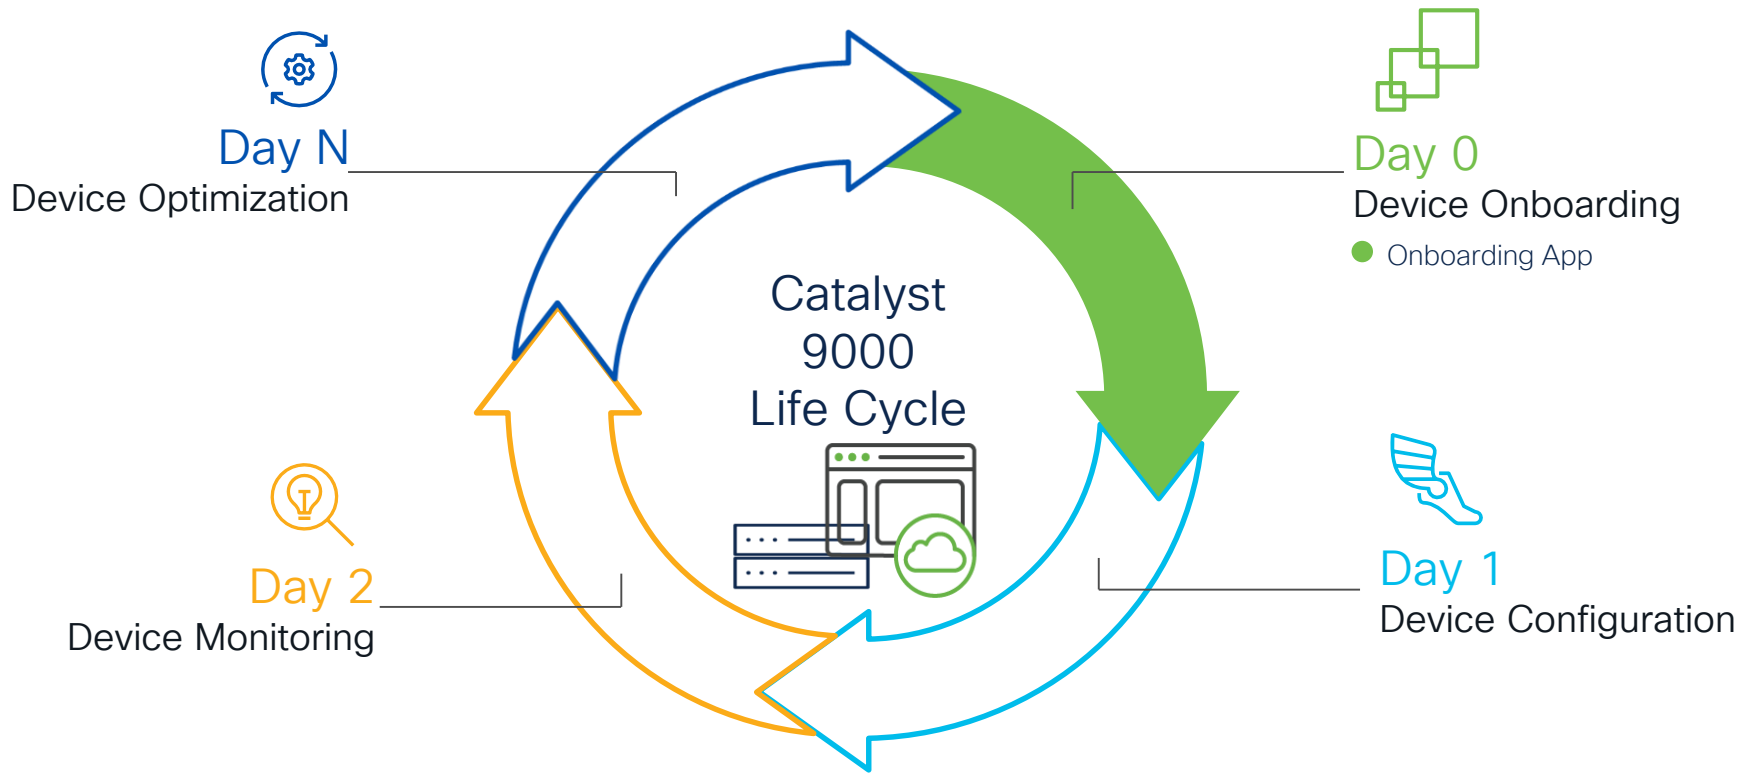 Day N
Device Optimization
Day 0
Device Onboarding
Onboarding App
Catalyst
9000
Life Cycle
Day 2
Device Monitoring
Day 1
Device Configuration